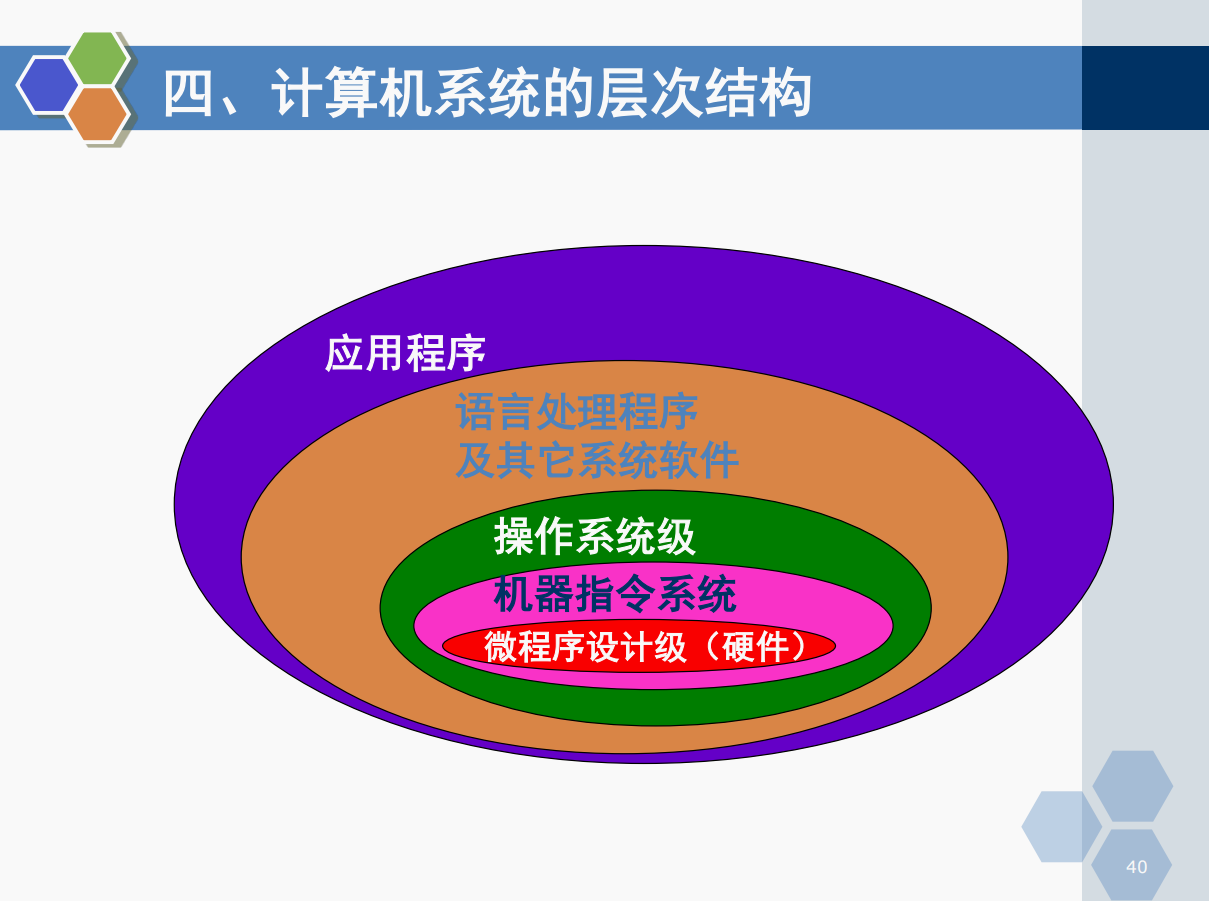 四、计算机系统的层次结构
应用程序
语言处理程序
及其它系统软件
操作系统级
机器指令系统
微程序设计级（硬件）
40